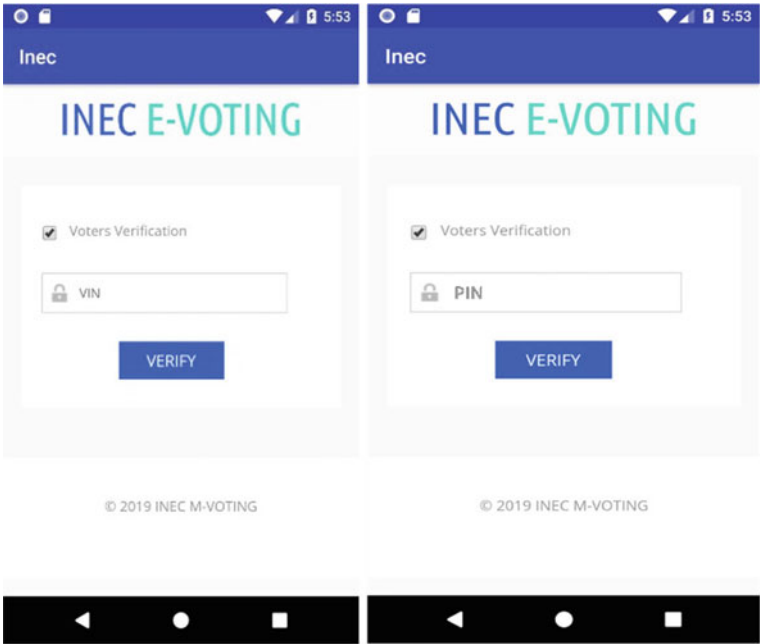 5:53
Inec
INEC E-VOTING
Voters Verification
VIN
VERIFY
© 2019 INEC M-VOTING
5:53
Inec
INEC E-VOTING
Voters Verification
PIN
VERIFY
© 2019 INEC M-VOTING